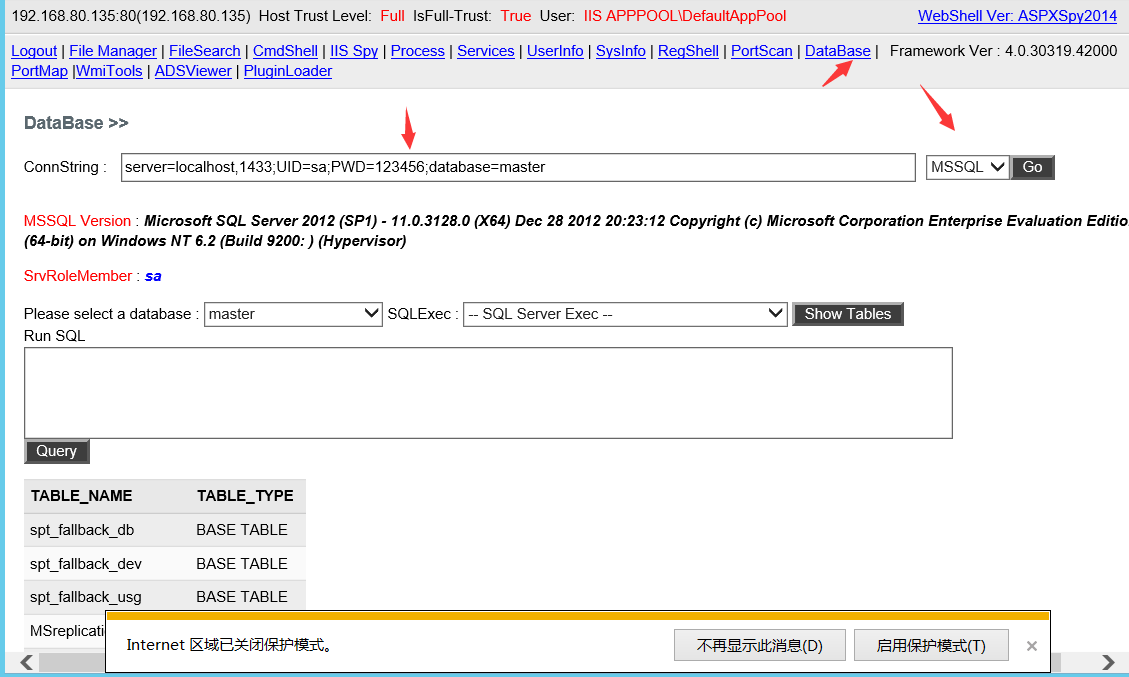 192.168.80.135:80(192.168.80.135) Host Trust Level: Full IsFull-Trust: True User: IIS APPPOOL\DefaultAppPool WebShell Ver: ASPXSpy2014
Logout | File Manager | FileSearch | CmdShell | IIS Spy | Process | Services | UserInfo | SysInfo | RegShell | PortScan | DataBase | Framework Ver : 4.0.30319.42000
PortMap |WmiTools | ADSViewer | PluginLoader
DataBase >>
ConnString : server=localhost,1433;UID=sa;PWD=123456;database=master MSSQL Go
MSSQL Version : Microsoft SQL Server 2012 (SP1) - 11.0.3128.0 (X64) Dec 28 2012 20:23:12 Copyright (c) Microsoft Corporation Enterprise Evaluation Editio
(64-bit) on Windows NT 6.2 (Build 9200: ) (Hypervisor)
SrvRoleMember : sa
Please select a database : master SQLExec : -- SQL Server Exec -- Show Tables
Run SQL
Query
TABLE_NAME TABLE_TYPE
spt_fallback_db BASE TABLE
spt_fallback_dev BASE TABLE
spt_fallback_usg BASE TABLE
MSreplicati
Internet 区域已关闭保护模式。 不再显示此消息(D) 启用保护模式(T)